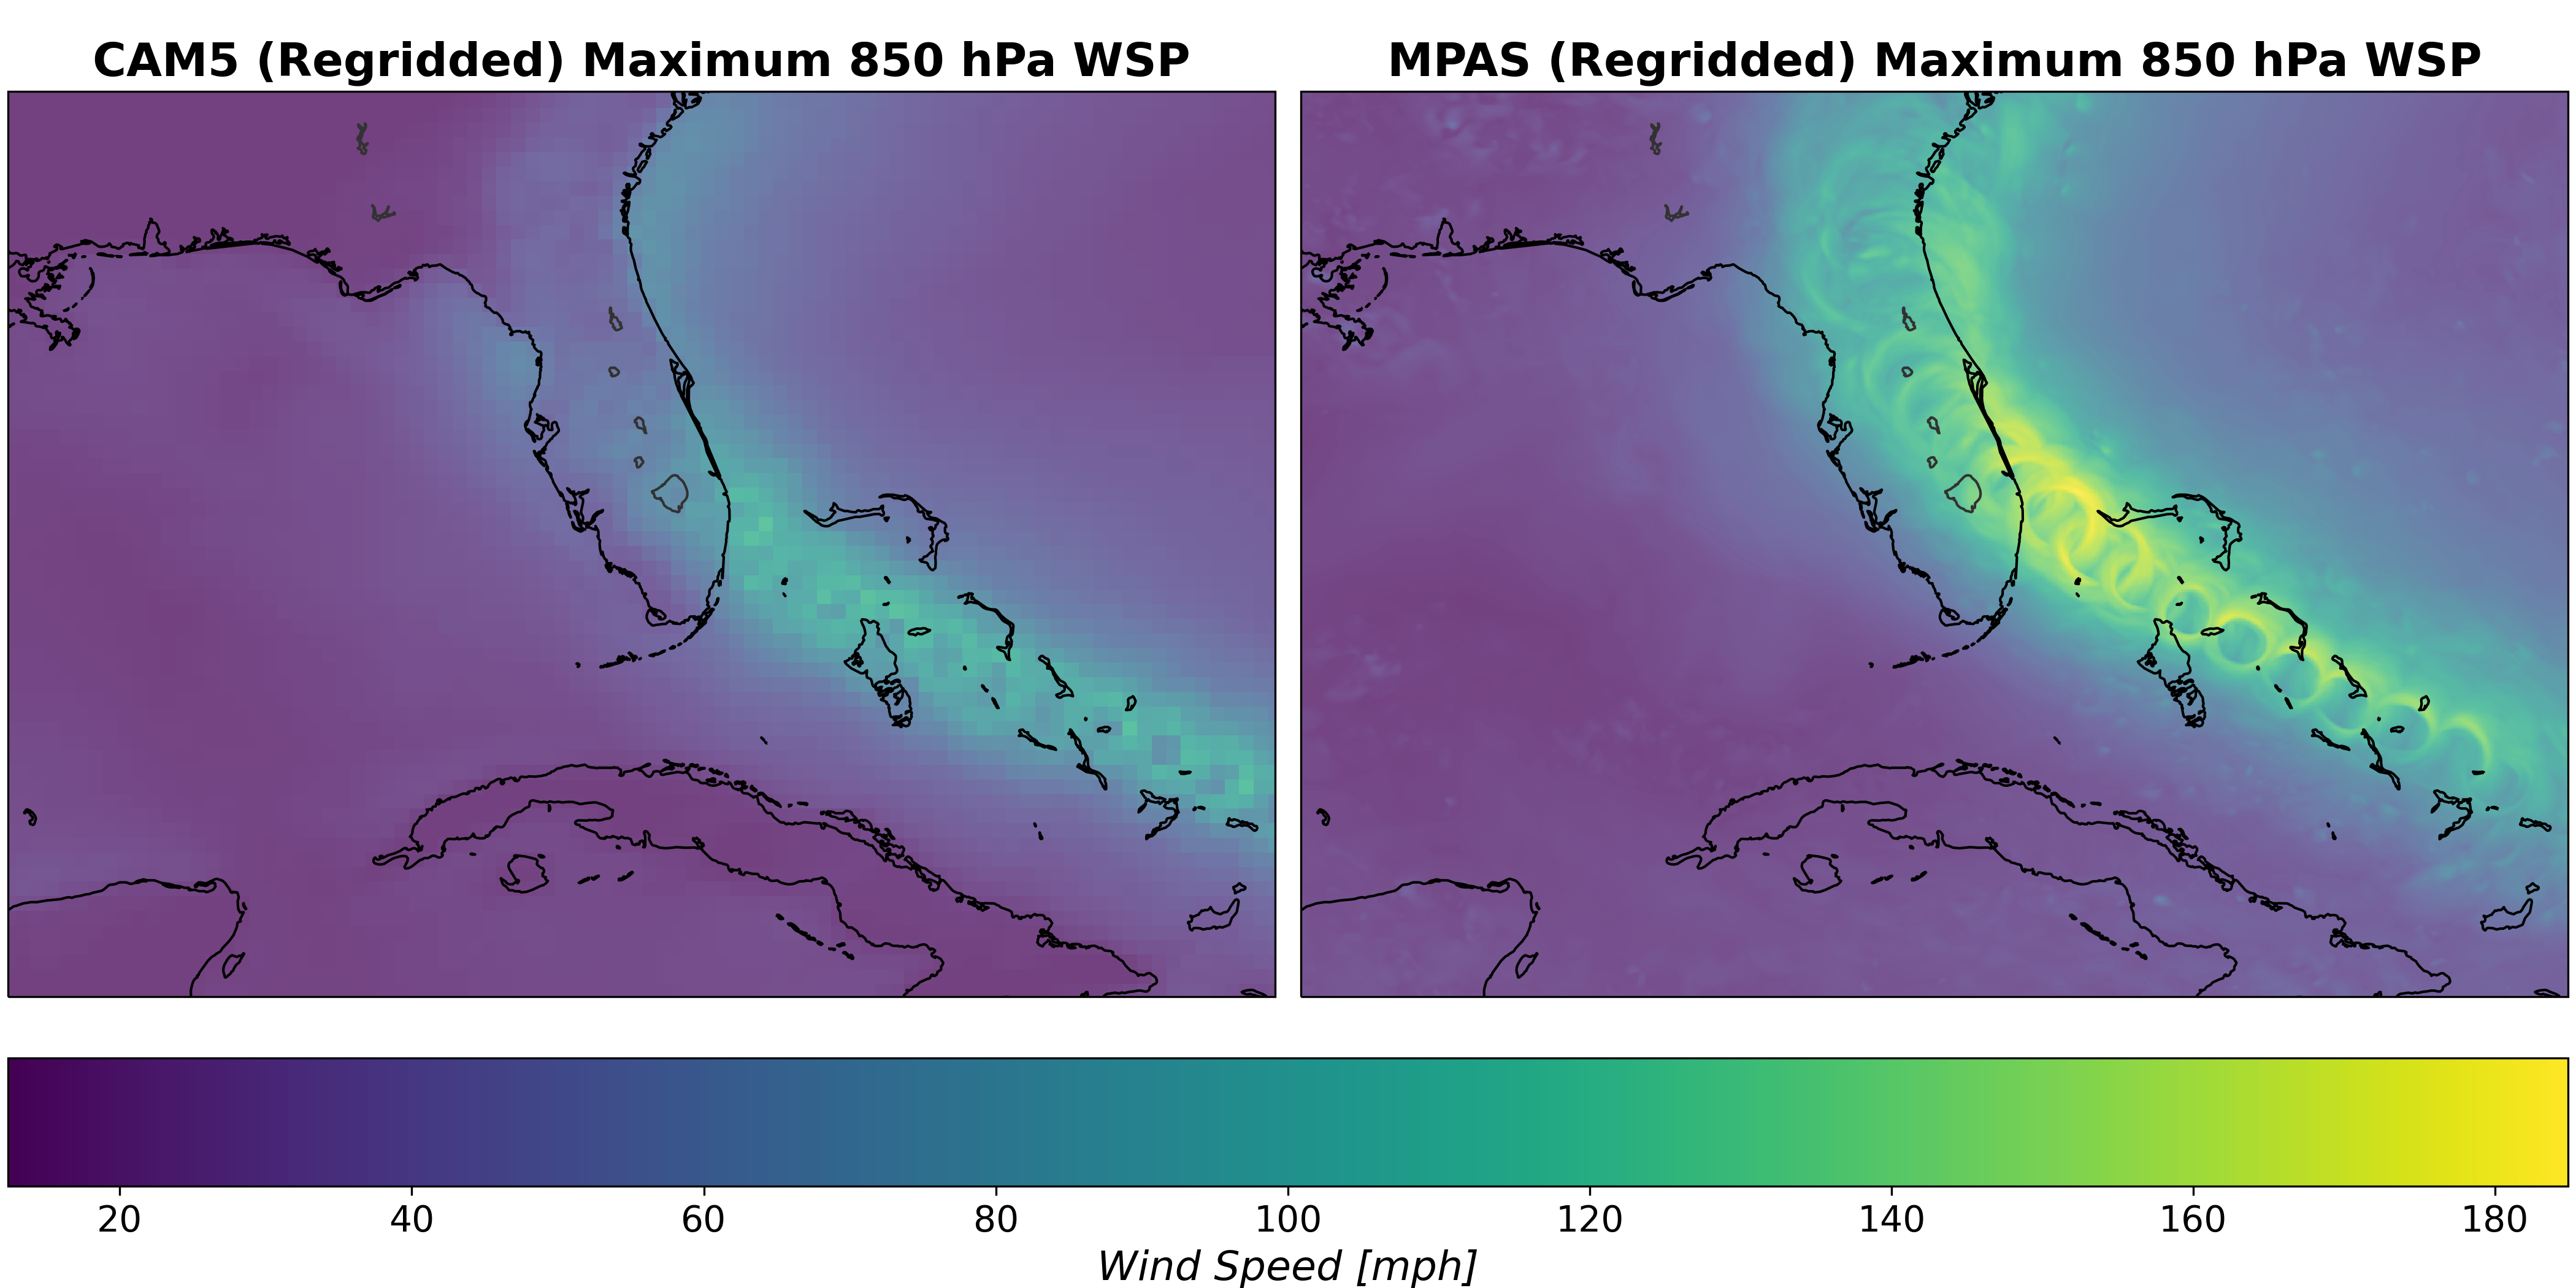 CAM5 (Regridded) Maximum 850 hPa WSP
MPAS (Regridded) Maximum 850 hPa WSP
20 40 60 80 100 120 140 160 180
Wind Speed [mph]